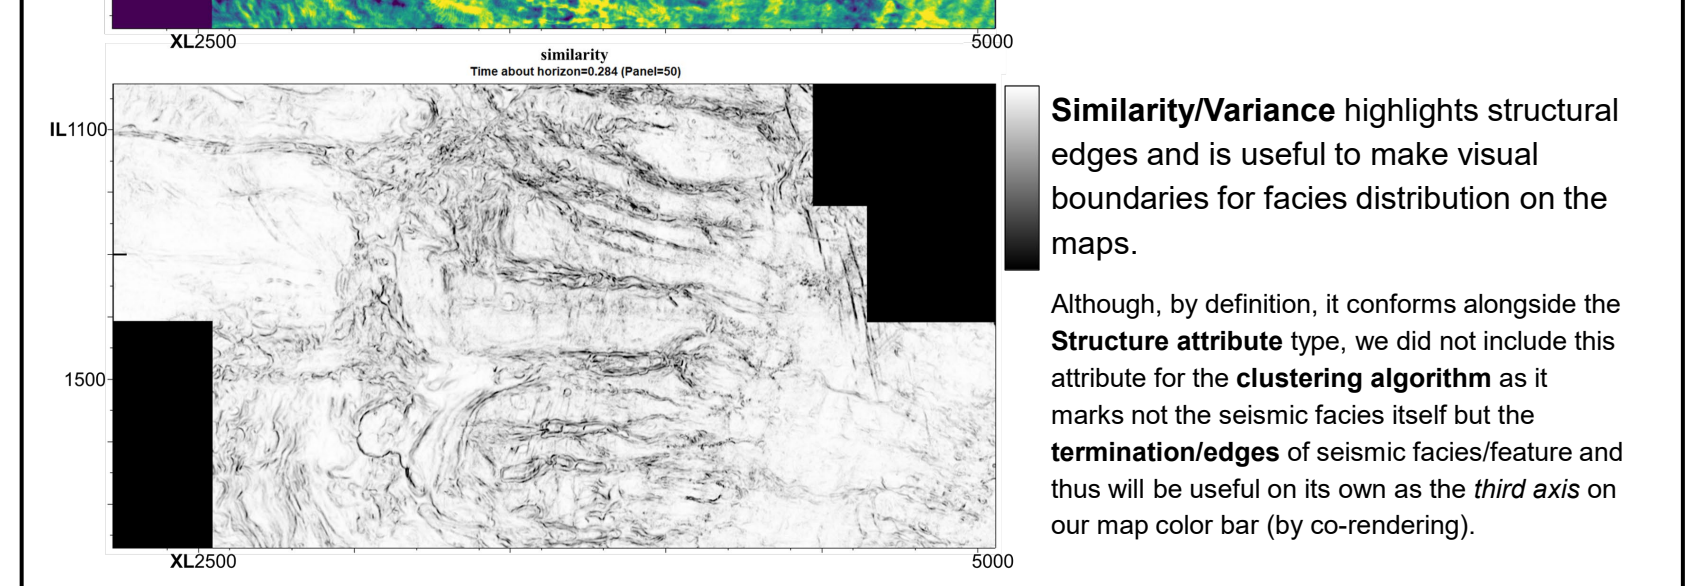 XL2500 5000
similarity
Time about horizon=0.284 (Panel=50)
IL1100
1500
XL2500 5000
Similarity/Variance highlights structural
edges and is useful to make visual
boundaries for facies distribution on the
maps.
Although, by definition, it conforms alongside the
Structure attribute type, we did not include this
attribute for the clustering algorithm as it
marks not the seismic facies itself but the
termination/edges of seismic facies/feature and
thus will be useful on its own as the third axis on
our map color bar (by co-rendering).